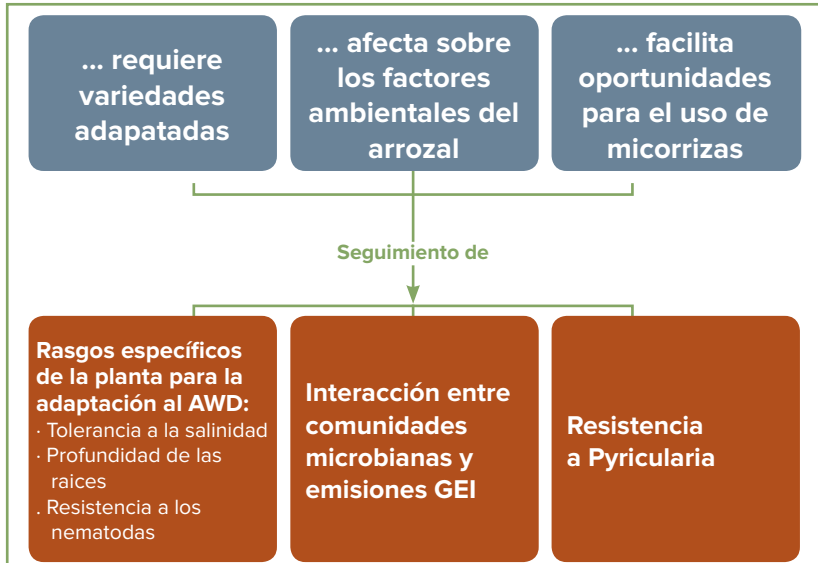 ... requiere
variedades
adapatadas
... afecta sobre
los factores
ambientales del
arrozal
... facilita
oportunidades
para el uso de
micorrizas
Seguimiento de
Rasgos específicos
de la planta para la
adaptación al AWD:
· Tolerancia a la salinidad
· Profundidad de las
raices
. Resistencia a los
nematodas
Interacción entre
comunidades
microbianas y
emisiones GEI
Resistencia
a Pyricularia